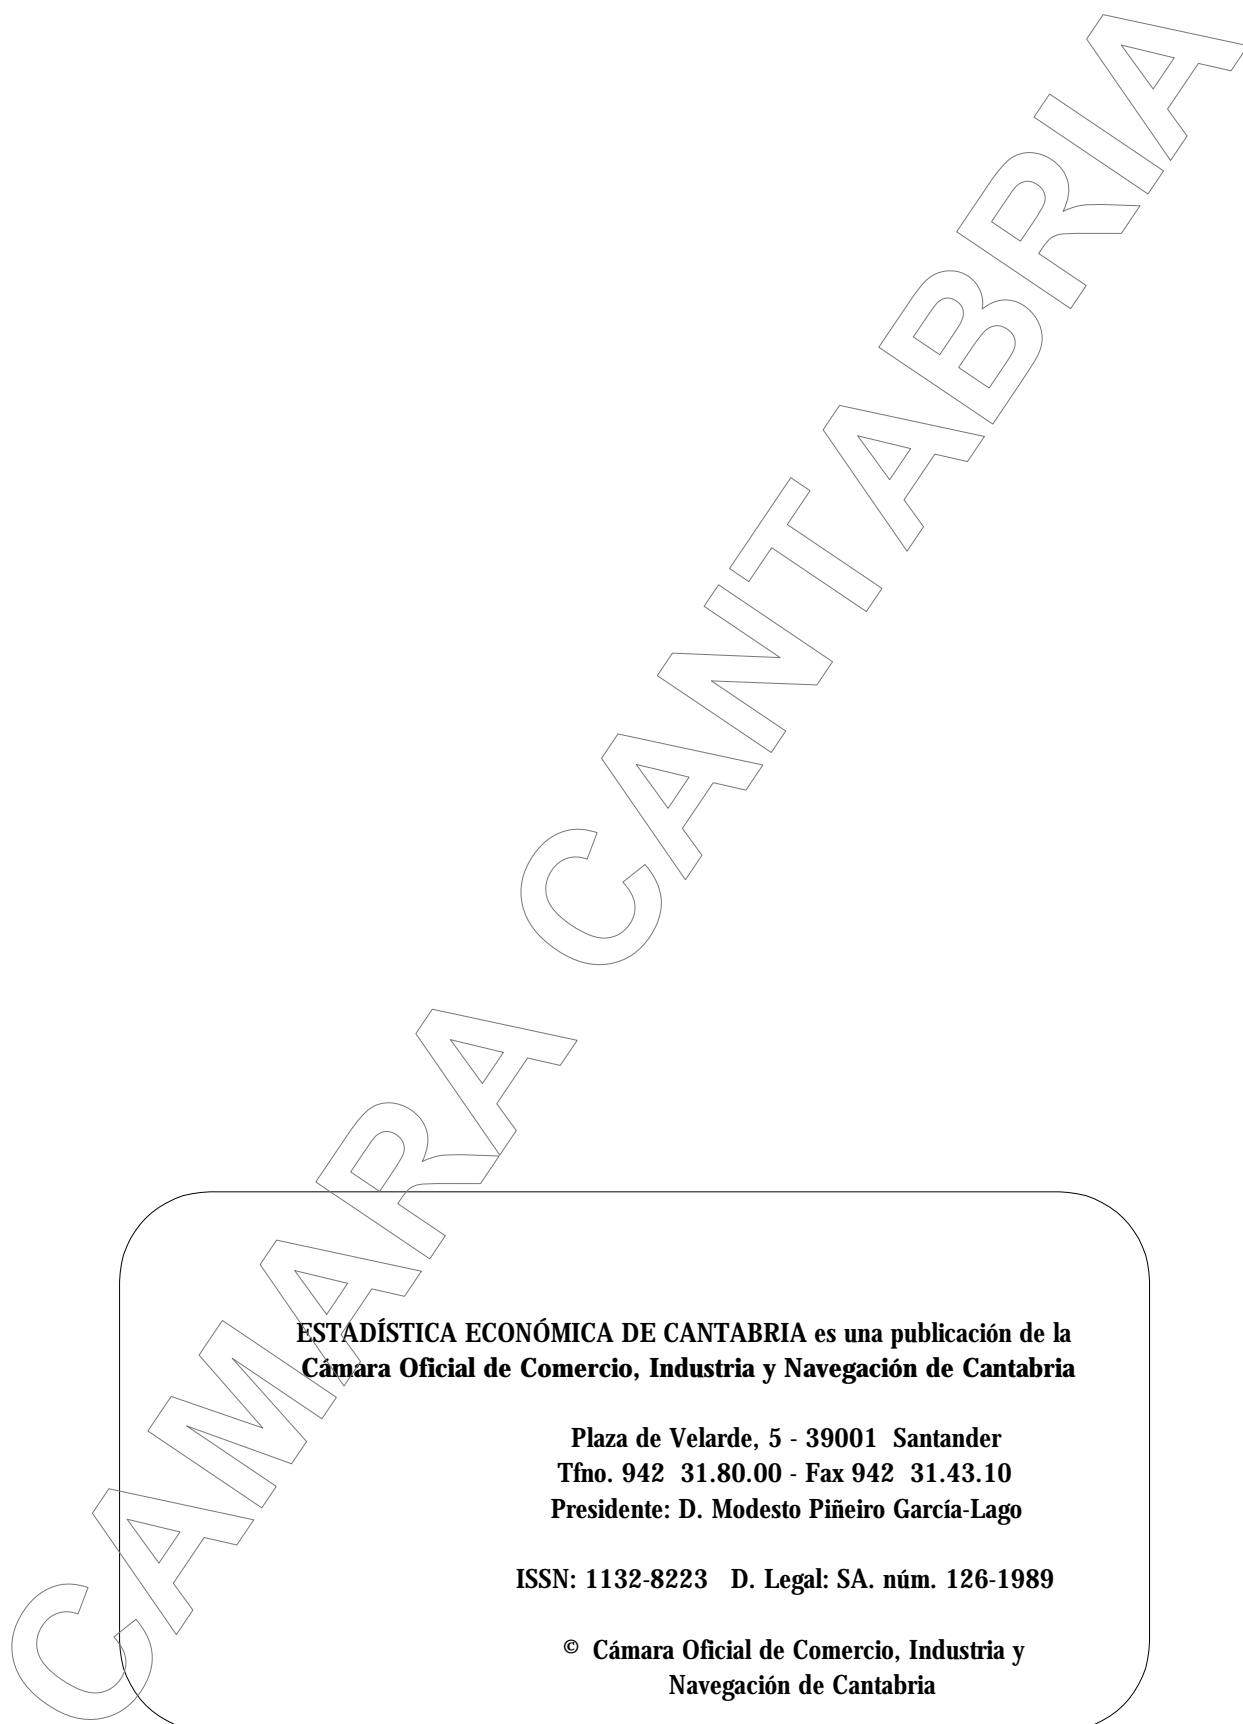 CAMARA CANTABRIA
ESTADÍSTICA ECONÓMICA DE CANTABRIA es una publicación de la
Cámara Oficial de Comercio, Industria y Navegación de Cantabria
Plaza de Velarde, 5 - 39001 Santander
Tfno. 942 31.80.00 - Fax 942 31.43.10
Presidente: D. Modesto Piñeiro García-Lago
ISSN: 1132-8223 D. Legal: SA. núm. 126-1989
© Cámara Oficial de Comercio, Industria y
Navegación de Cantabria